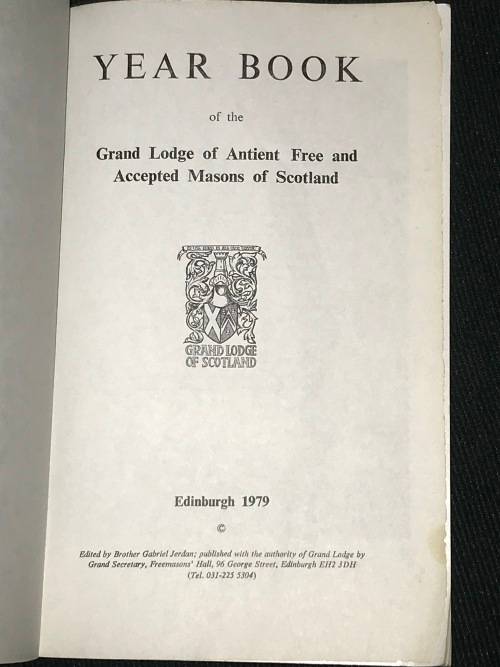 YEAR BOOK
of the
Grand Lodge of Antient Free and
Accepted Masons of Scotland
GRAND LODGE
OF SCOTLAND
Edinburgh 1979
©
Edited by Brother Gabriel Jerdan; published with the authority of Grand Lodge by
Grand Secretary, Freemasons' Hall, 96 George Street, Edinburgh EH2 3DH
(Tel. 031-225 5304)